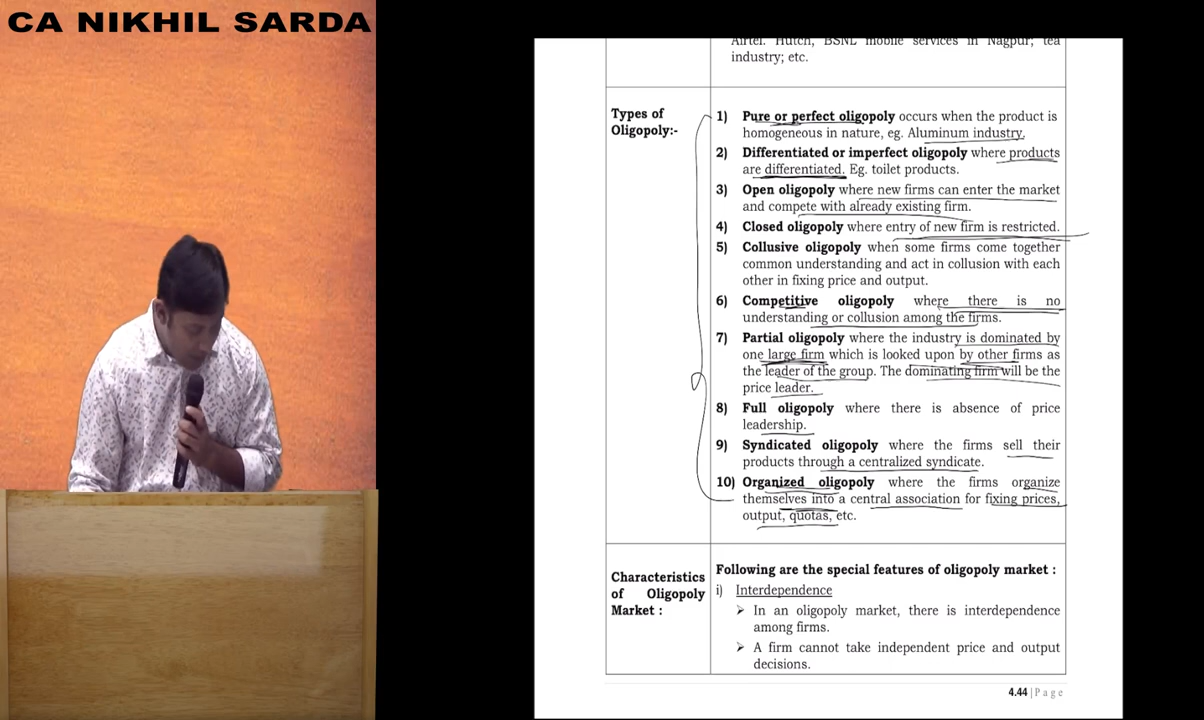 CA NIKHIL SARDA
Airtel. Hutch, BSNL mobile services in Nagpur; tea
industry; etc.
Types of
Oligopoly:-
1) Pure or perfect oligopoly occurs when the product is
homogeneous in nature, eg. Aluminum industry.
2) Differentiated or imperfect oligopoly where products
are differentiated. Eg. toilet products.
3) Open oligopoly where new firms can enter the market
and compete with already existing firm.
4) Closed oligopoly where entry of new firm is restricted.
5) Collusive oligopoly when some firms come together
common understanding and act in collusion with each
other in fixing price and output.
6) Competitive oligopoly where there is no
understanding or collusion among the firms.
7) Partial oligopoly where the industry is dominated by
one large firm which is looked upon by other firms as
the leader of the group. The dominating firm will be the
price leader.
8) Full oligopoly where there is absence of price
leadership.
9) Syndicated oligopoly where the firms sell their
products through a centralized syndicate.
10) Organized oligopoly where the firms organize
themselves into a central association for fixing prices,
output, quotas, etc.
Characteristics
of Oligopoly
Market :
Following are the special features of oligopoly market :
i) Interdependence
➢ In an oligopoly market, there is interdependence
among firms.
➢ A firm cannot take independent price and output
decisions.
4.44 | Page